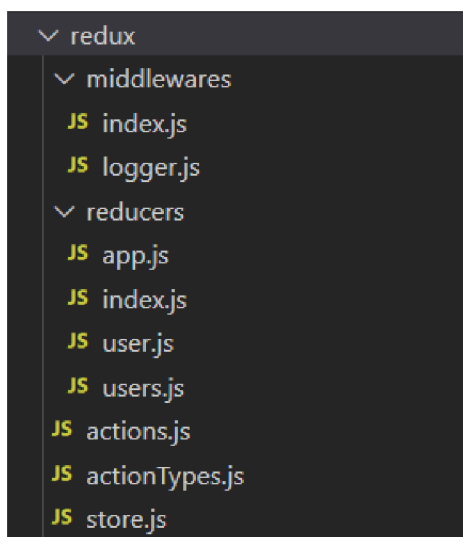 redux
middlewares
JS index.js
JS logger.js
reducers
JS app.js
JS index.js
JS user.js
JS users.js
JS actions.js
JS actionTypes.js
JS store.js